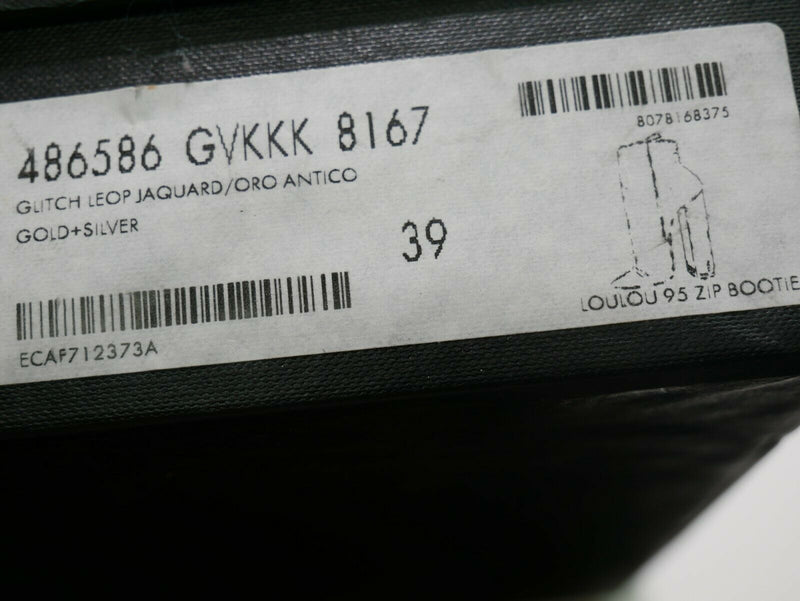 486586 GVKKK 8167
GLITCH LEOP JAQUARD/ORO ANTICO
GOLD+SILVER
39
ECAF712373A
8078168375
LOULOU 95 ZIP BOOTIE